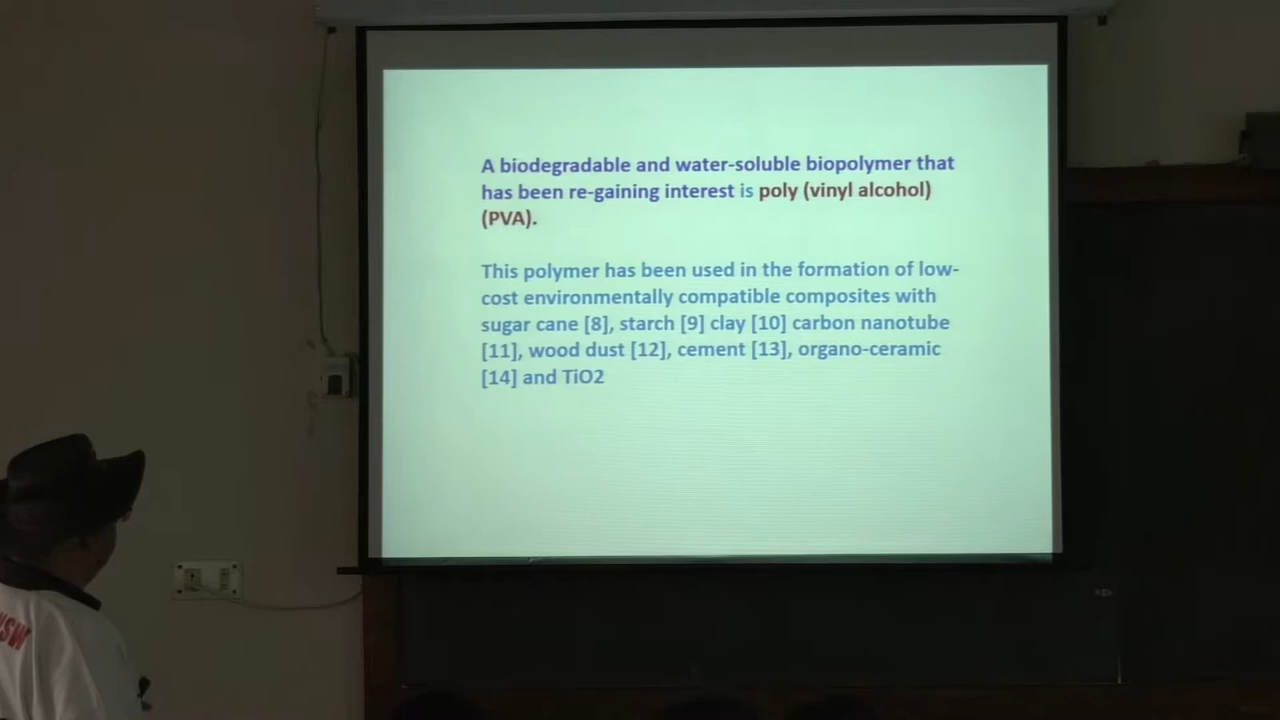 A biodegradable and water-soluble biopolymer that
has been re-gaining interest is poly (vinyl alcohol)
(PVA).
This polymer has been used in the formation of low-
cost environmentally compatible composites with
sugar cane [8], starch [9] clay [10] carbon nanotube
[11], wood dust [12], cement [13], organo-ceramic
[14] and TiO2